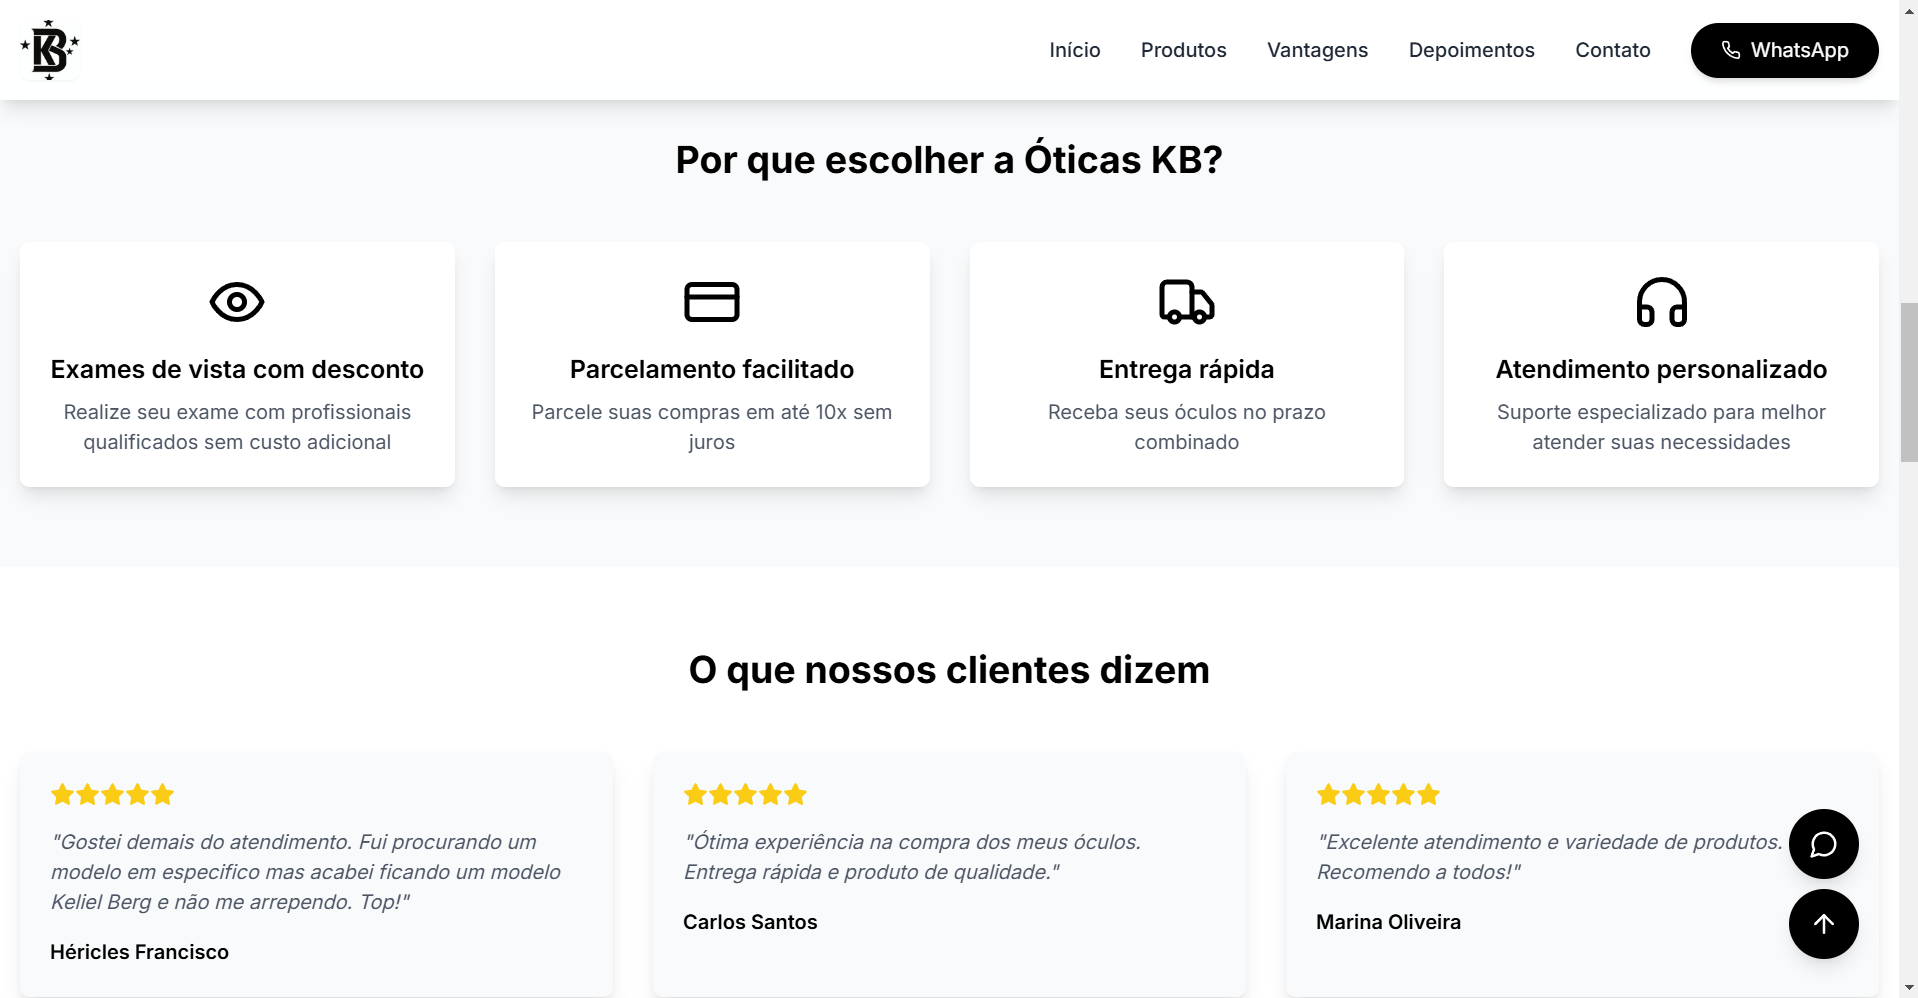 KB
Início
Produtos
Vantagens
Depoimentos
Contato
WhatsApp
Por que escolher a Óticas KB?
Exames de vista com desconto
Realize seu exame com profissionais
qualificados sem custo adicional
Parcelamento facilitado
Parcele suas compras em até 10x sem
juros
Entrega rápida
Receba seus óculos no prazo
combinado
Atendimento personalizado
Suporte especializado para melhor
atender suas necessidades
O que nossos clientes dizem
"Gostei demais do atendimento. Fui procurando um
modelo em especifico mas acabei ficando um modelo
Keliel Berg e não me arrependo. Top!"
Héricles Francisco
"Ótima experiência na compra dos meus óculos.
Entrega rápida e produto de qualidade."
Carlos Santos
"Excelente atendimento e variedade de produtos.
Recomendo a todos!"
Marina Oliveira